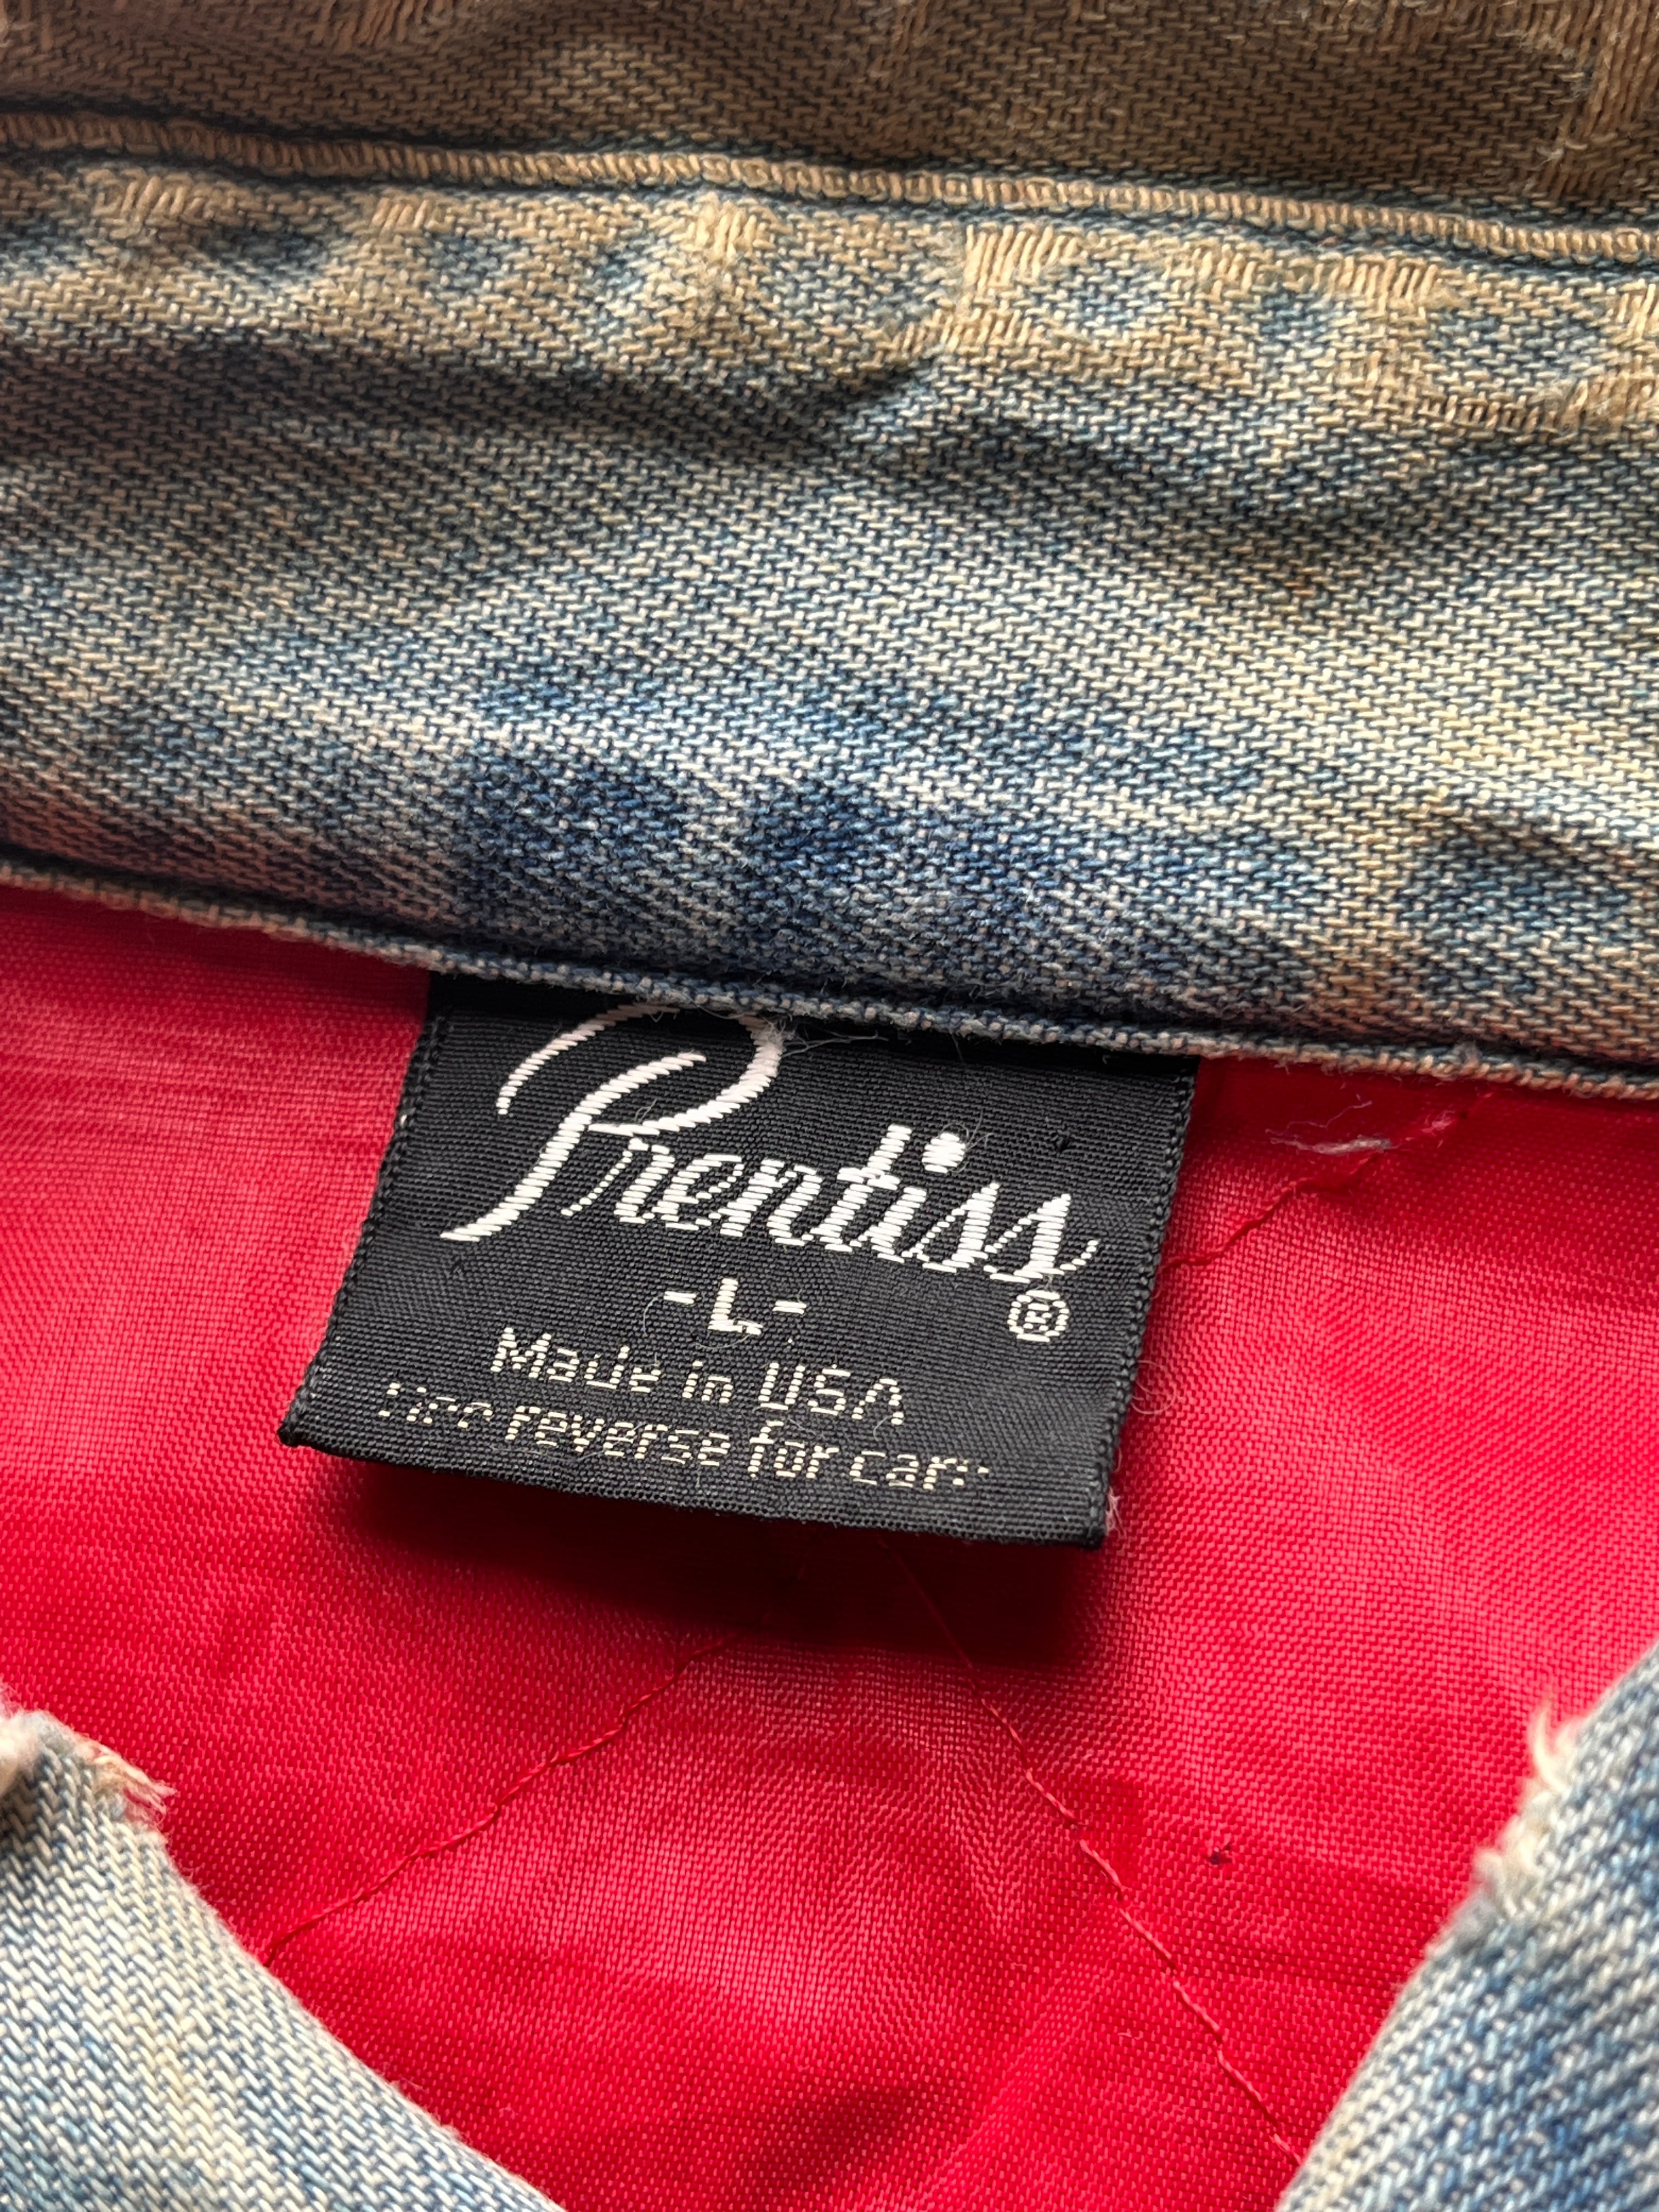 Prentiss®
-L-
Made in USA
See reverse for care